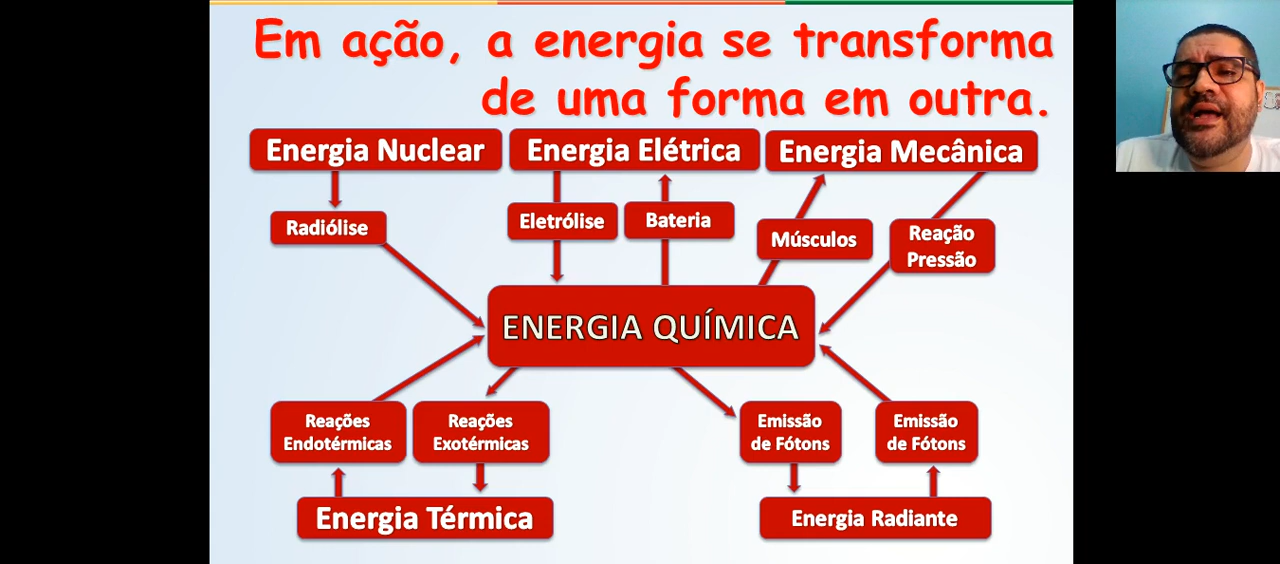 Em ação, a energia se transforma
de uma forma em outra.
Energia Nuclear
Energia Elétrica
Energia Mecânica
Radiólise
Eletrólise
Bateria
Músculos
Reação
Pressão
ENERGIA QUÍMICA
Reações
Endotérmicas
Reações
Exotérmicas
Emissão
de Fótons
Emissão
de Fótons
Energia Térmica
Energia Radiante